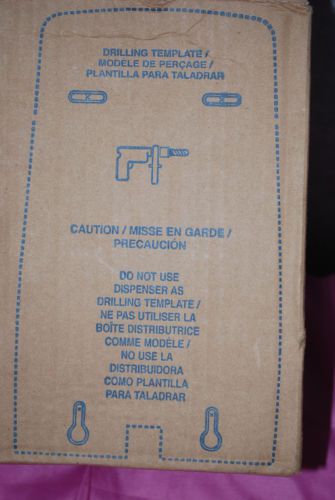 DRILLING TEMPLATE /
MODÈLE DE PERÇAGE /
PLANTILLA PARA TALADRAR
CAUTION / MISSE EN GARDE /
PRECAUCIÓN
DO NOT USE
DISPENSER AS
DRILLING TEMPLATE /
NE PAS UTILISER LA
BOÎTE DISTRIBUTRICE
COMME MODÈLE /
NO USE LA
DISTRIBUIDORA
COMO PLANTILLA
PARA TALADRAR